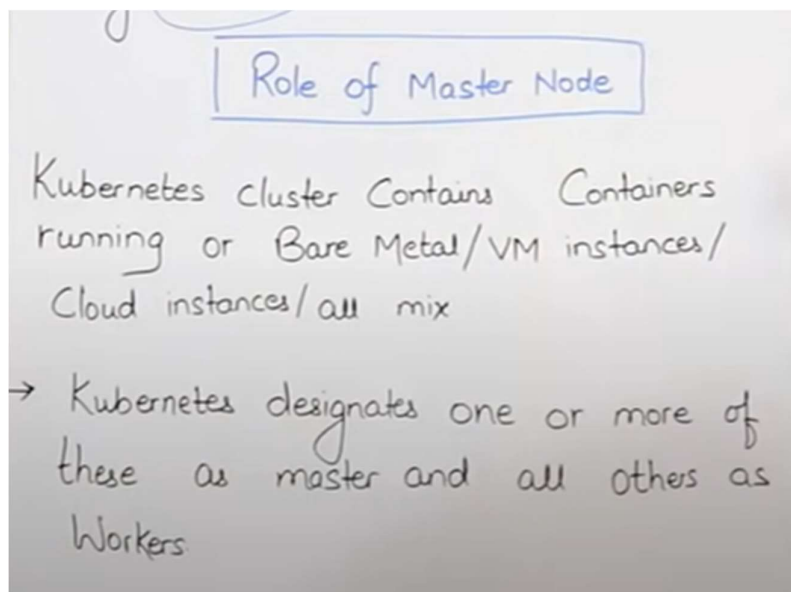 Role of Master Node
Kubernetes cluster Contains Containers
running or Bare Metal/VM instances/
Cloud instances/all mix
→ Kubernetes designates one or more of
these as master and all others as
Workers